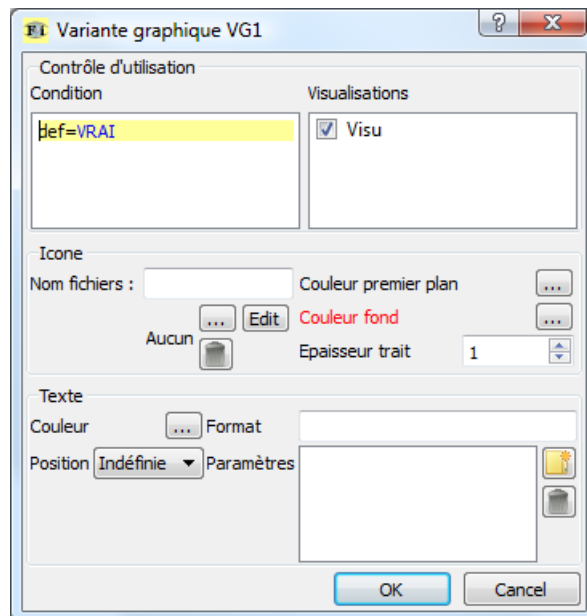 Variante graphique VG1
Contrôle d'utilisation
Condition Visualisations
def=VRAI Visu
Icone
Nom fichiers : Couleur premier plan ...
... Edit Couleur fond ...
Aucun Epaisseur trait 1
Texte
Couleur ... Format
Position Indéfinie Paramètres
OK Cancel